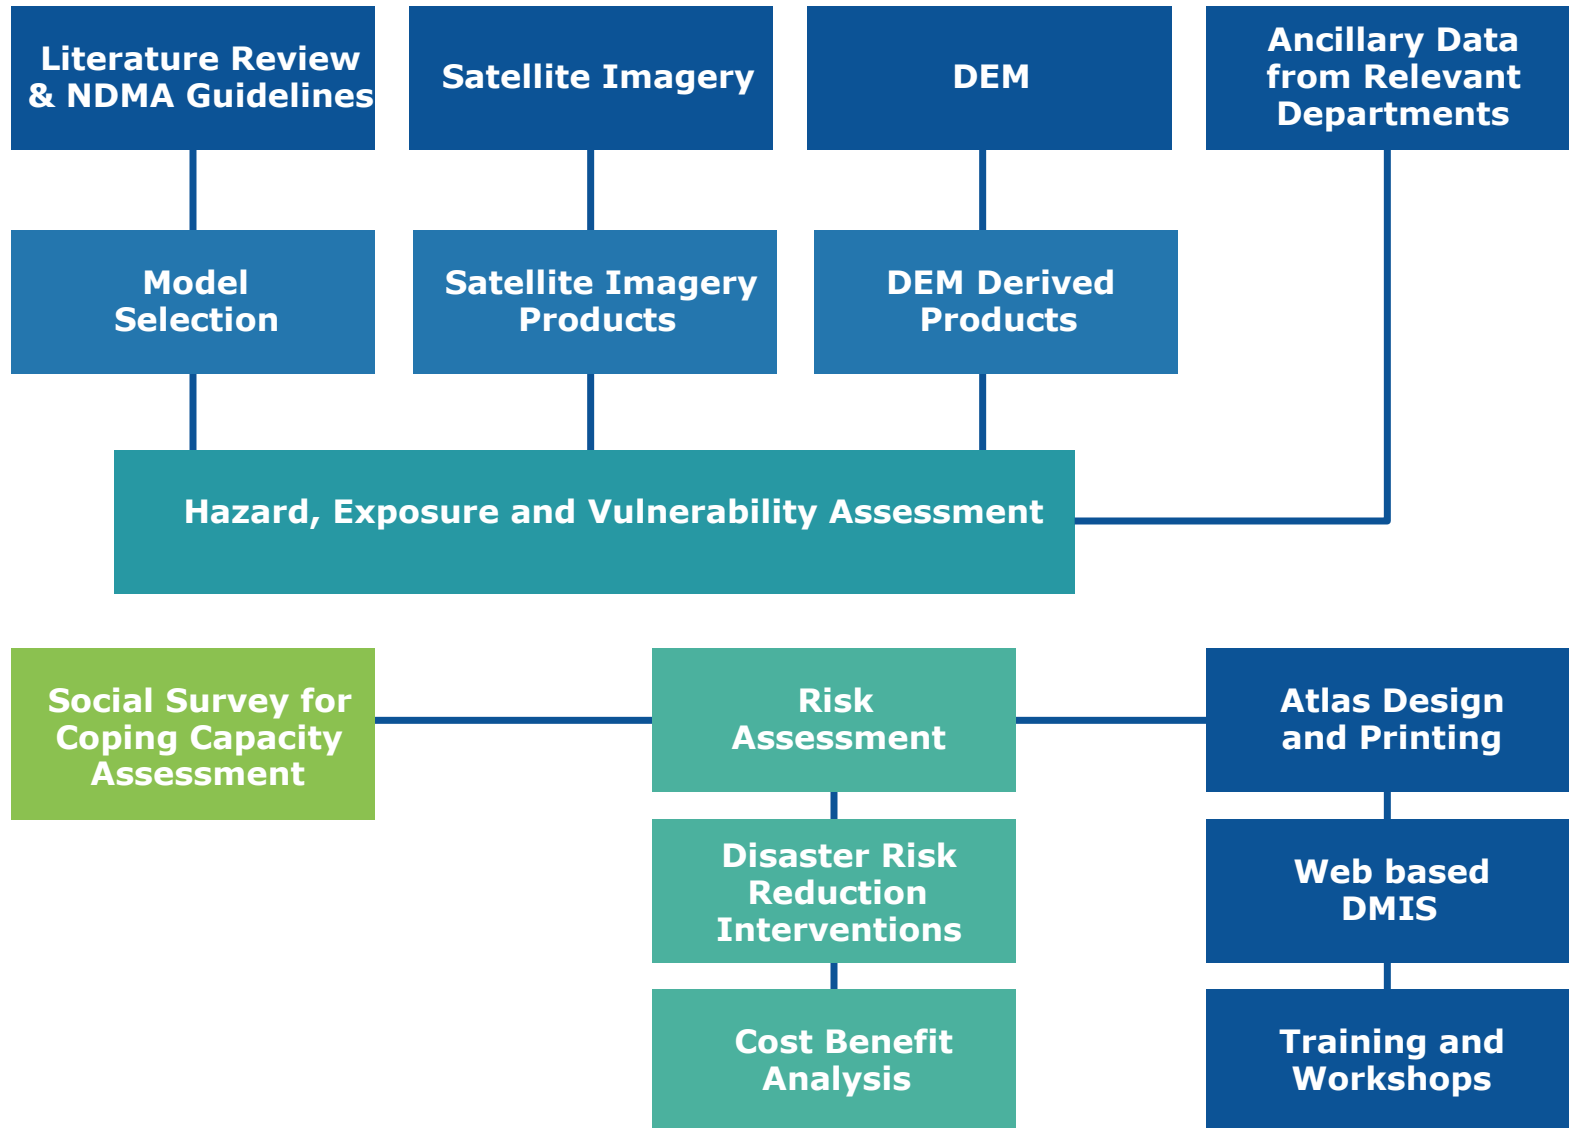 Literature Review
& NDMA Guidelines
Satellite Imagery
DEM
Ancillary Data
from Relevant
Departments
Model
Selection
Satellite Imagery
Products
DEM Derived
Products
Hazard, Exposure and Vulnerability Assessment
Social Survey for
Coping Capacity
Assessment
Risk
Assessment
Atlas Design
and Printing
Disaster Risk
Reduction
Interventions
Web based
DMIS
Cost Benefit
Analysis
Training and
Workshops